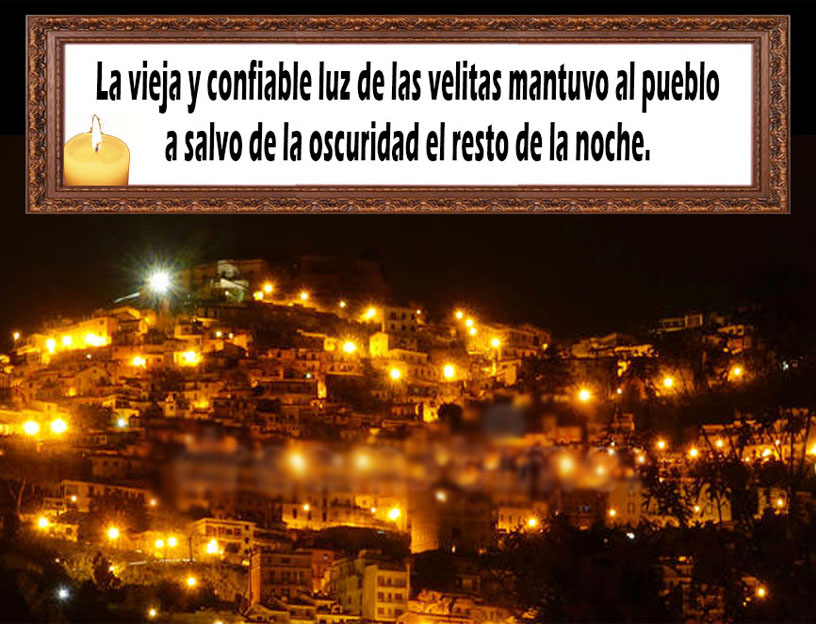 La vieja y confiable luz de las velitas mantuvo al pueblo
a salvo de la oscuridad el resto de la noche.